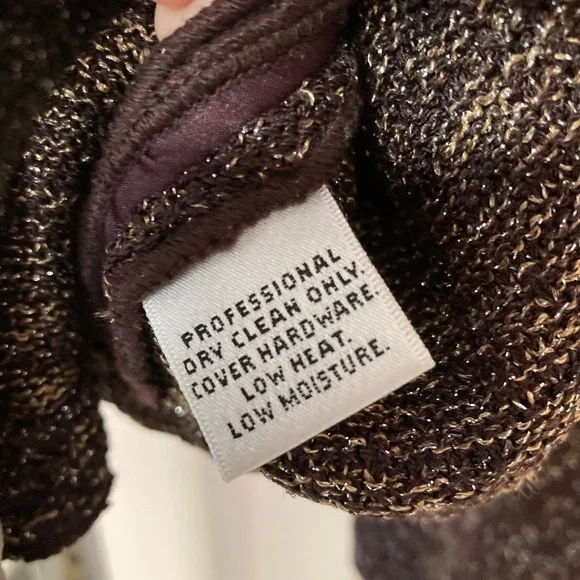 PROFESSIONAL
DRY CLEAN ONLY.
COVER HARDWARE.
LOW HEAT.
LOW MOISTURE.